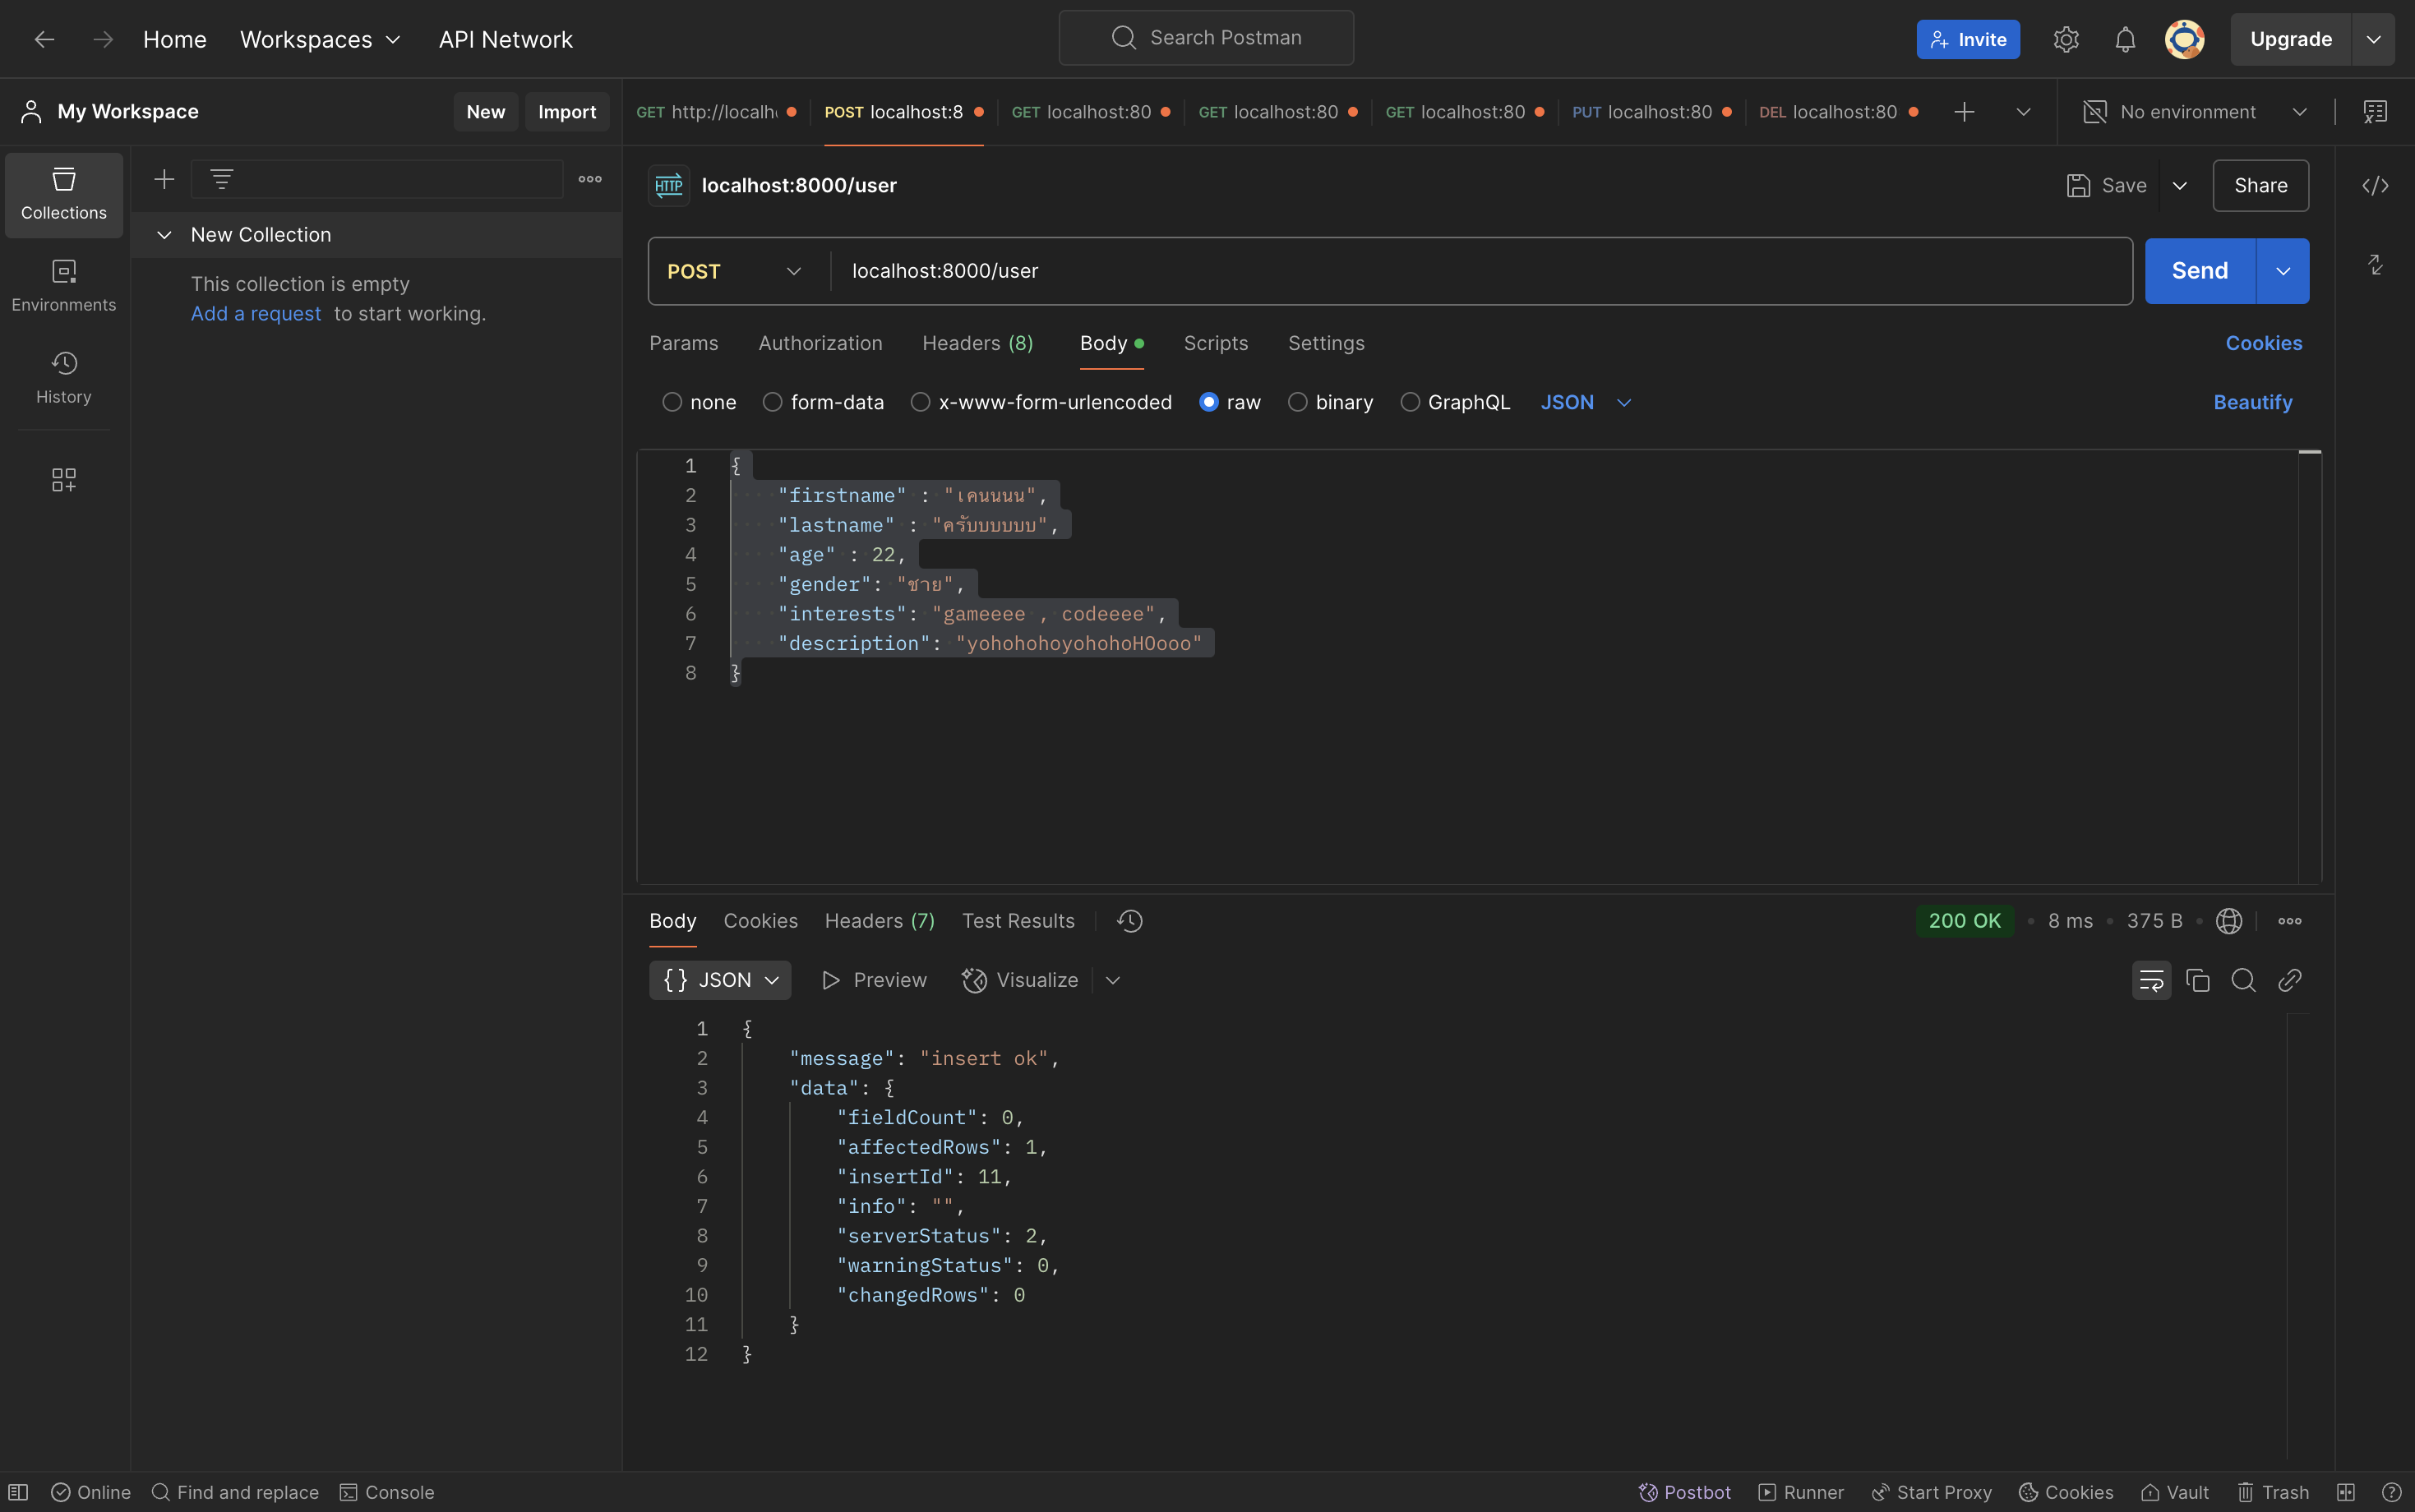 Home Workspaces API Network Search Postman Invite Upgrade
My Workspace New Import GET http://localh POST localhost:8 GET localhost:80 GET localhost:80 GET localhost:80 PUT localhost:80 DEL localhost:80 No environment
Collections
Environments
History
New Collection
This collection is empty
Add a request to start working.
HTTP localhost:8000/user Save Share
POST localhost:8000/user Send
Params Authorization Headers (8) Body Scripts Settings Cookies
none form-data x-www-form-urlencoded raw binary GraphQL JSON Beautify
1 {
2 "firstname" : "เคนนนน",
3 "lastname" : "ครับบบบบบ",
4 "age" : 22,
5 "gender": "ชาย",
6 "interests": "gameeee , codeeee",
7 "description": "yohohohoyohohoHOooo"
8 }
Body Cookies Headers (7) Test Results 200 OK • 8 ms • 375 B •
{} JSON Preview Visualize
1 {
2 "message": "insert ok",
3 "data": {
4 "fieldCount": 0,
5 "affectedRows": 1,
6 "insertId": 11,
7 "info": "",
8 "serverStatus": 2,
9 "warningStatus": 0,
10 "changedRows": 0
11 }
12 }
Online Find and replace Console Postbot Runner Start Proxy Cookies Vault Trash